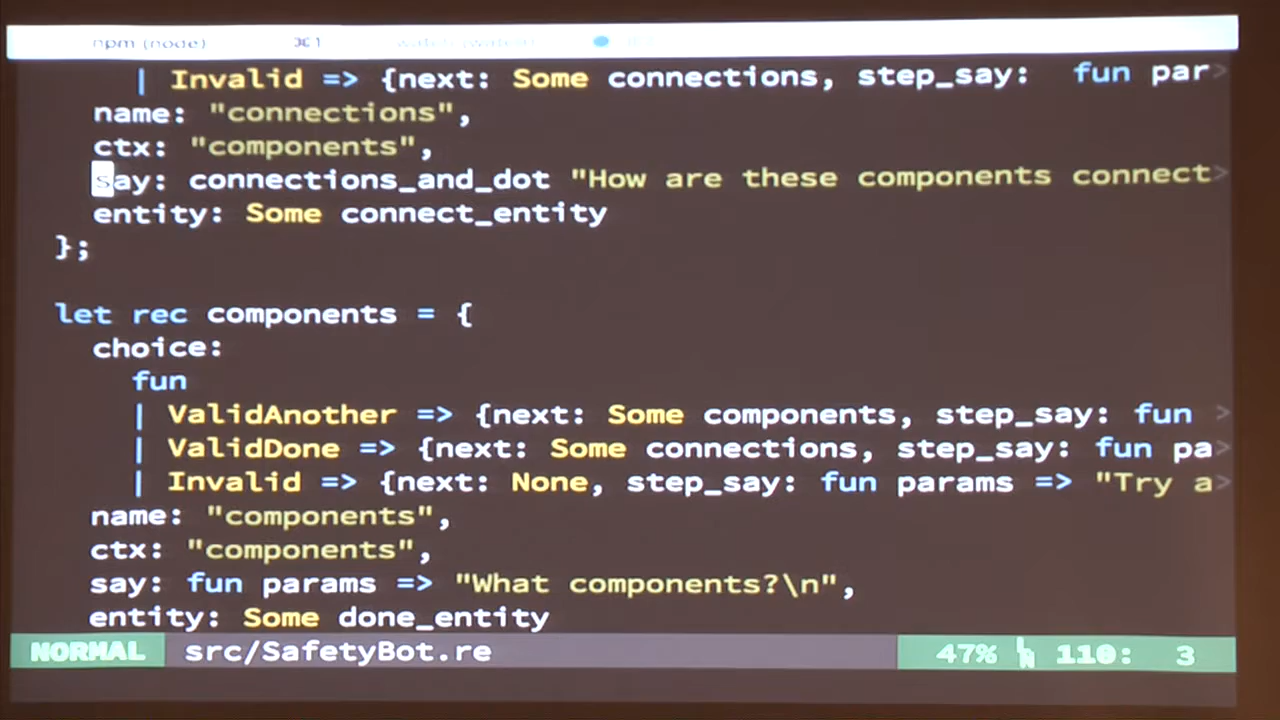 npm (node) ⌘1
| Invalid => {next: Some connections, step_say: fun par>
name: "connections",
ctx: "components",
say: connections_and_dot "How are these components connect>
entity: Some connect_entity
};
let rec components = {
choice:
fun
| ValidAnother => {next: Some components, step_say: fun >
| ValidDone => {next: Some connections, step_say: fun pa>
| Invalid => {next: None, step_say: fun params => "Try a>
name: "components",
ctx: "components",
say: fun params => "What components?\n",
entity: Some done_entity
NORMAL src/SafetyBot.re 47% 110: 3